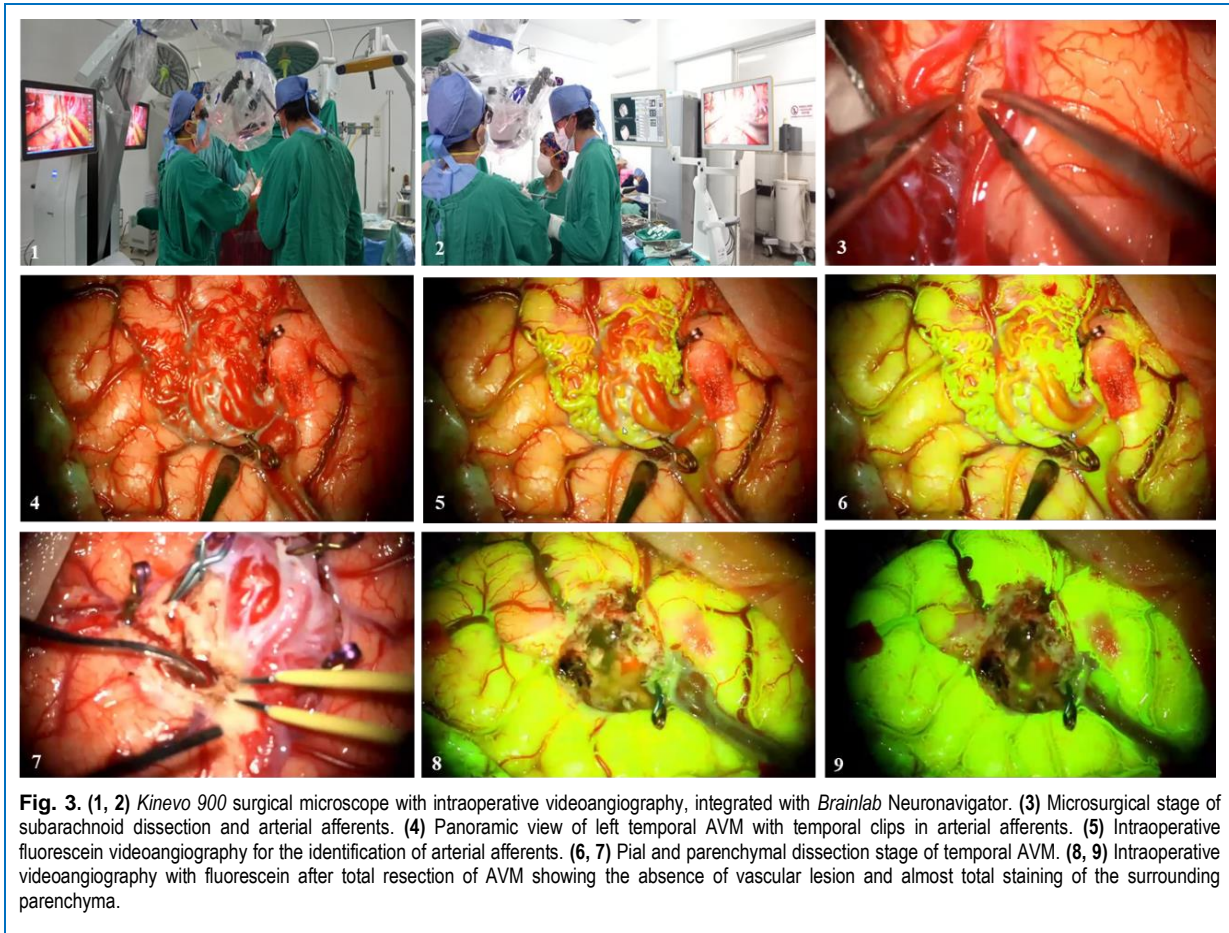 1
2
3
4
5
6
7
8
9
Fig. 3. (1, 2) Kinevo 900 surgical microscope with intraoperative videoangiography, integrated with Brainlab Neuronavigator. (3) Microsurgical stage of
subarachnoid dissection and arterial afferents. (4) Panoramic view of left temporal AVM with temporal clips in arterial afferents. (5) Intraoperative
fluorescein videoangiography for the identification of arterial afferents. (6, 7) Pial and parenchymal dissection stage of temporal AVM. (8, 9) Intraoperative
videoangiography with fluorescein after total resection of AVM showing the absence of vascular lesion and almost total staining of the surrounding
parenchyma.